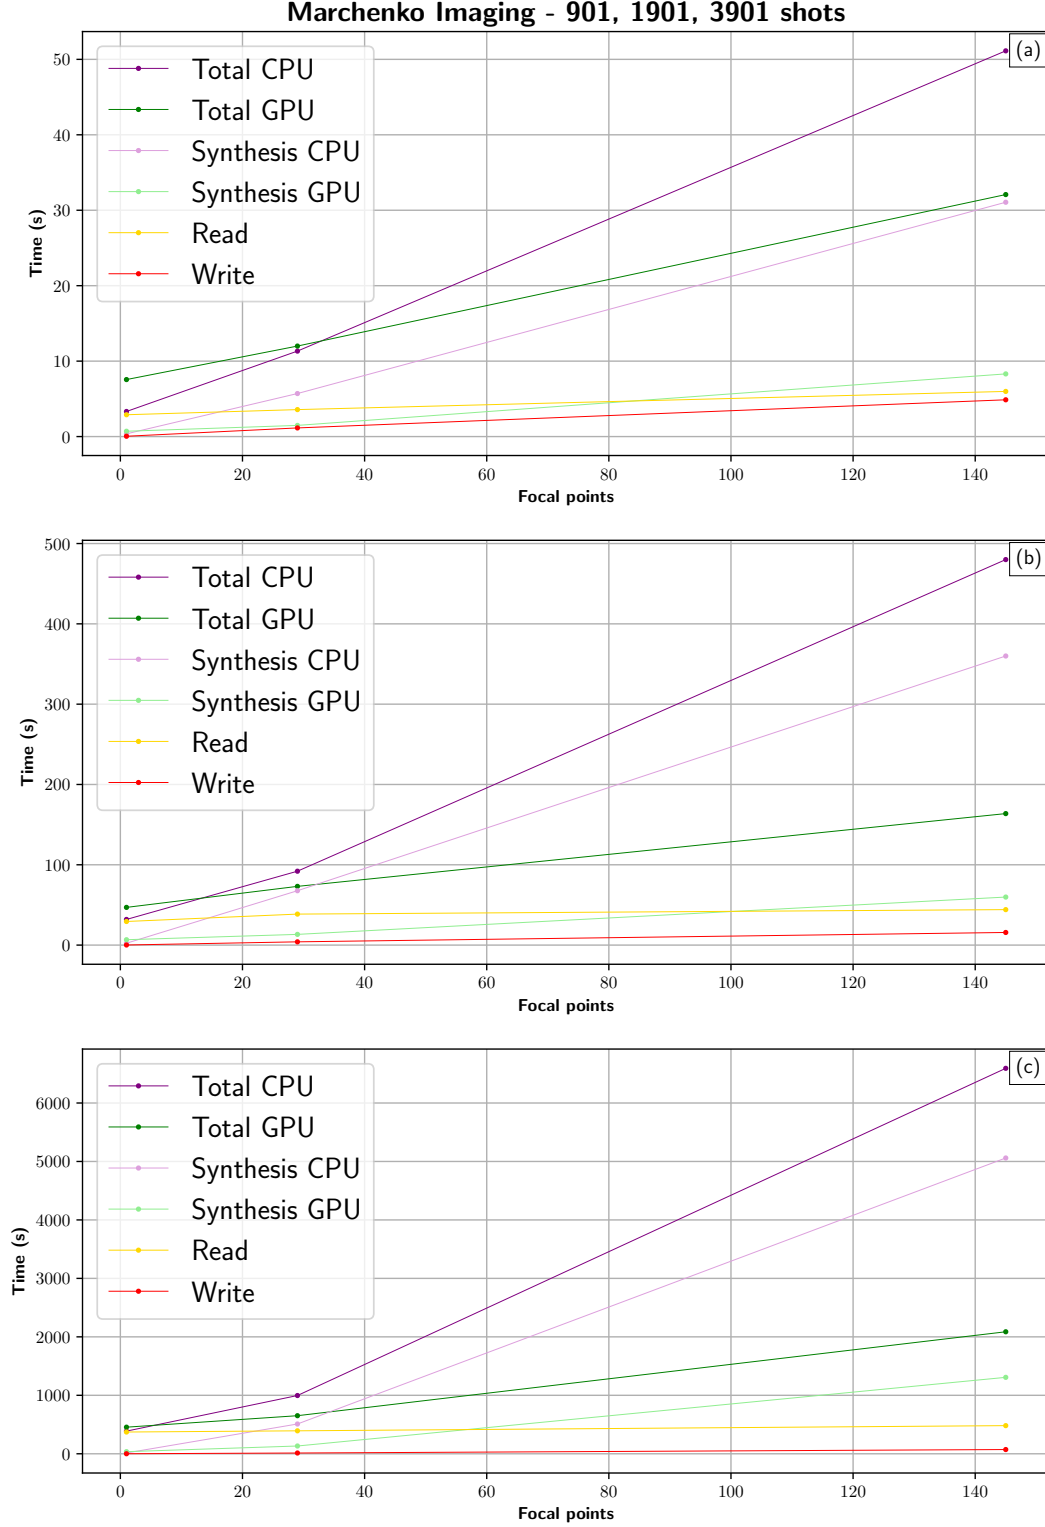 Marchenko Imaging - 901, 1901, 3901 shots
(a)
Total CPU
Total GPU
Synthesis CPU
Synthesis GPU
Read
Write
50
40
30
20
10
0
Time (s)
0 20 40 60 80 100 120 140
Focal points
(b)
Total CPU
Total GPU
Synthesis CPU
Synthesis GPU
Read
Write
500
400
300
200
100
0
Time (s)
0 20 40 60 80 100 120 140
Focal points
(c)
Total CPU
Total GPU
Synthesis CPU
Synthesis GPU
Read
Write
6000
5000
4000
3000
2000
1000
0
Time (s)
0 20 40 60 80 100 120 140
Focal points